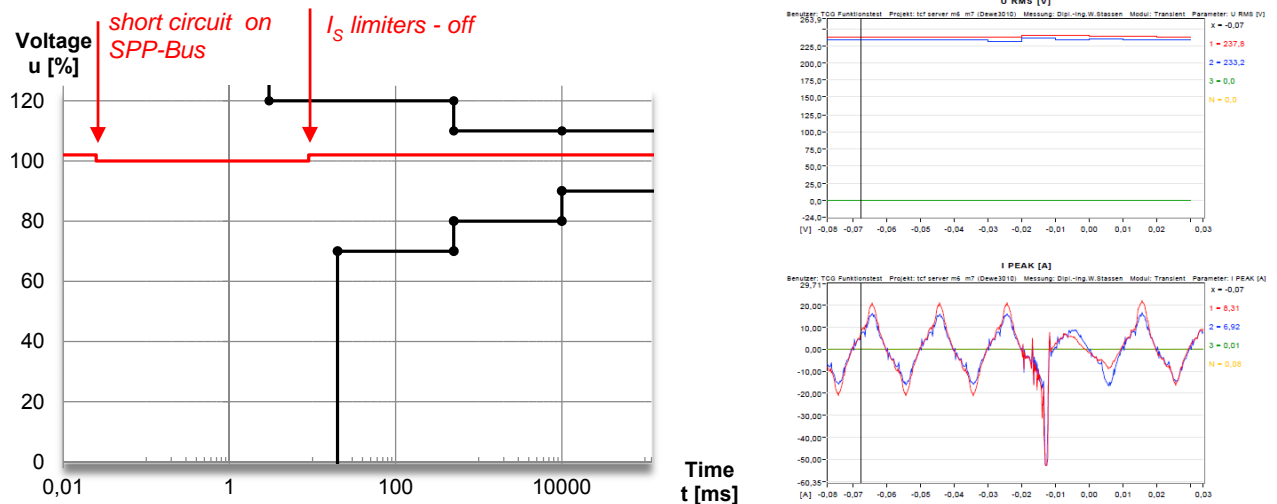 short circuit on
SPP-Bus
IS limiters - off
Voltage
u [%]
120
100
80
60
40
20
0
0,01
1
100
10000
Time
t [ms]
U RMS [V]
Benutzer: TCG Funktionstest Projekt: tcf server m6 m7 (Dewe3010) Messung: Dipl.-Ing.W.Stassen Modul: Transient Parameter: U RMS [V]
263,9
225,0
200,0
175,0
150,0
125,0
100,0
75,0
50,0
25,0
0,0
-24,0
[V] -0,08 -0,07 -0,06 -0,05 -0,04 -0,03 -0,02 -0,01 0,00 0,01 0,02 0,03
x = -0,07
1 = 237,8
2 = 233,2
3 = 0,0
N = 0,0
I PEAK [A]
Benutzer: TCG Funktionstest Projekt: tcf server m6 m7 (Dewe3010) Messung: Dipl.-Ing.W.Stassen Modul: Transient Parameter: I PEAK [A]
29,71
20,00
10,00
0,00
-10,00
-20,00
-30,00
-40,00
-50,00
-60,35
[A] -0,08 -0,07 -0,06 -0,05 -0,04 -0,03 -0,02 -0,01 0,00 0,01 0,02 0,03
x = -0,07
1 = 8,31
2 = 6,92
3 = 0,01
N = 0,08